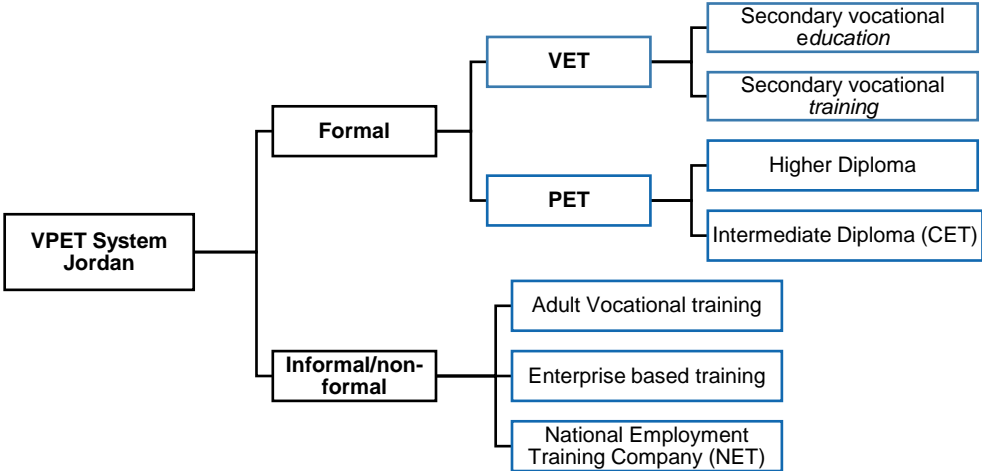 VPET System
Jordan
Formal
VET
Secondary vocational
education
Secondary vocational
training
PET
Higher Diploma
Intermediate Diploma (CET)
Informal/non-
formal
Adult Vocational training
Enterprise based training
National Employment
Training Company (NET)